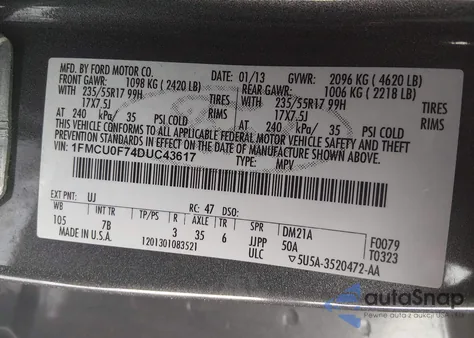 MFD. BY FORD MOTOR CO. 01/13 GVWR: 2096 KG ( 4620 LB)
FRONT GAWR: 1098 KG ( 2420 LB) REAR GAWR: 1006 KG ( 2218 LB)
235/55R17 99H TIRES 235/55R17 99H TIRES
17X7.5J RIMS 17X7.5J RIMS
AT 240 kPa/ 35 PSI COLD AT 240 kPa/ 35 PSI COLD
THIS VEHICLE CONFORMS TO ALL APPLICABLE FEDERAL MOTOR VEHICLE SAFETY, BUMPER,
AND THEFT PREVENTION STANDARDS IN EFFECT ON THE DATE OF MANUFACTURE SHOWN ABOVE.
VIN: 1FMCU0F74DUC43617 TYPE: MPV
EXT PNT: UJ RC: 47 DSO:
WB INT TR TP/PS R AXLE TR SPR DM21A F0079
105 7B 3 35 6 JJPP 50A T0323
MADE IN U.S.A. 1201301083521 ULC ▽5U5A-3520472-AA
autoSnap